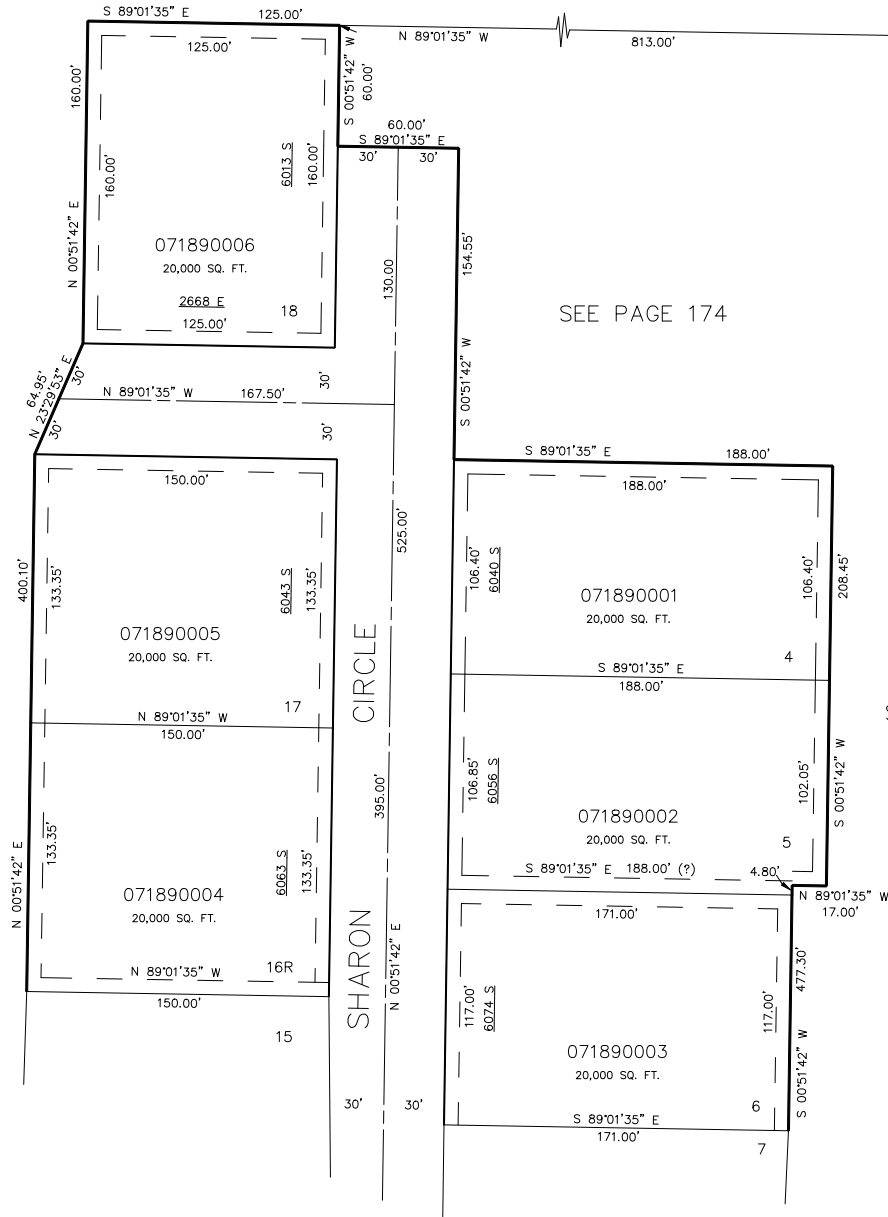 S 89°01'35" E 125.00'
N 89°01'35" W 813.00'
125.00'
S 00°51'42" W
60.00'
160.00'
N 00°51'42" E
160.00'
6013 S
160.00'
071890006
20,000 SQ. FT.
2668 E
125.00'
18
60.00'
S 89°01'35" E
30' 30'
130.00
154.55'
S 00°51'42" W
SEE PAGE 174
64.95'
N 23°29'53" E
30'
30'
N 89°01'35" W 167.50'
30'
30'
S 89°01'35" E 188.00'
188.00'
150.00'
525.00'
400.10'
133.35'
6043 S
133.35'
071890005
20,000 SQ. FT.
17
N 89°01'35" W
150.00'
106.40'
6040 S
106.40'
208.45'
071890001
20,000 SQ. FT.
4
S 89°01'35" E
188.00'
SHARON CIRCLE
395.00'
N 00°51'42" E
N 00°51'42" E
133.35'
6063 S
133.35'
071890004
20,000 SQ. FT.
N 89°01'35" W 16R
150.00'
15
106.85'
6056 S
102.05'
S 00°51'42" W
071890002
20,000 SQ. FT.
5
S 89°01'35" E 188.00' (?) 4.80'
N 89°01'35" W
17.00'
171.00'
117.00'
6074 S
117.00'
477.30'
S 00°51'42" W
071890003
20,000 SQ. FT.
6
S 89°01'35" E
171.00'
7
30' 30'